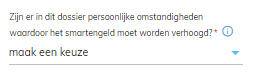 Zijn er in dit dossier persoonlijke omstandigheden
waardoor het smartengeld moet worden verhoogd?*
maak een keuze